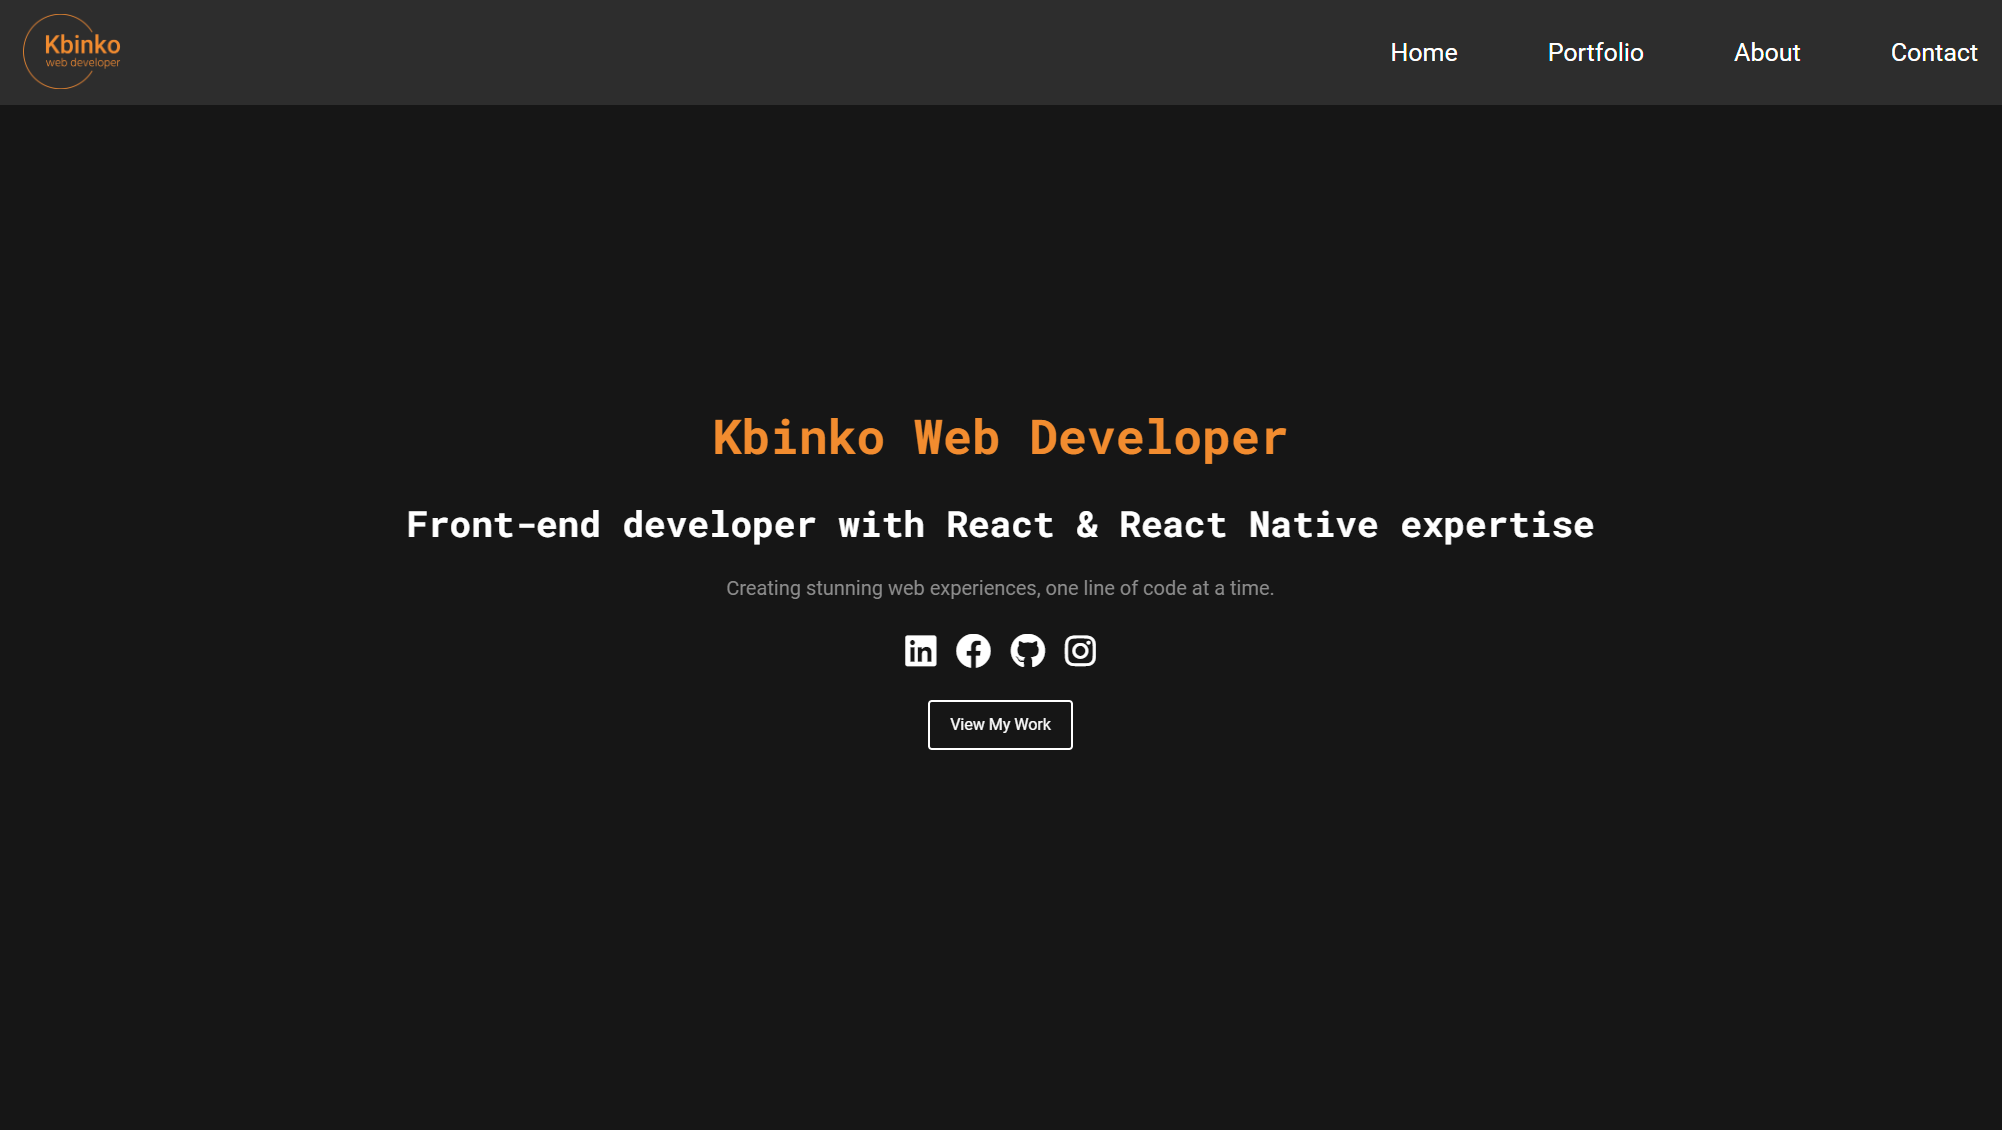 Kbinko
web developer
Home Portfolio About Contact
Kbinko Web Developer
Front-end developer with React & React Native expertise
Creating stunning web experiences, one line of code at a time.
View My Work